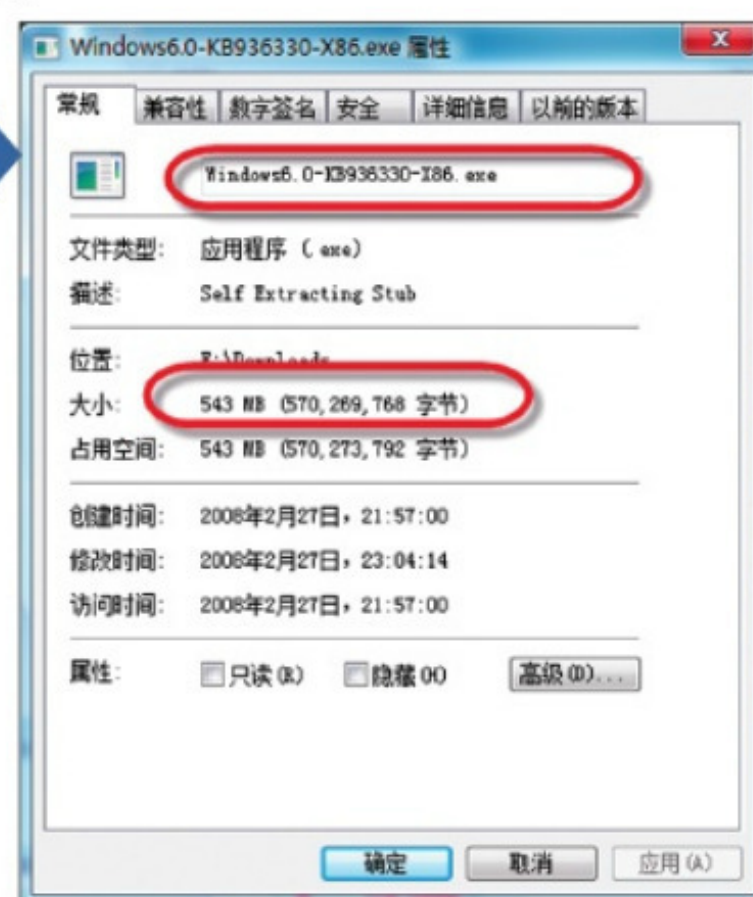 Windows6.0-KB936330-X86.exe 属性
X
常规 兼容性 数字签名 安全 详细信息 以前的版本
Windows6.0-KB936330-X86.exe
文件类型: 应用程序 (.exe)
描述: Self Extracting Stub
位置: E:\Downloads
大小: 543 MB (570,269,768 字节)
占用空间: 543 MB (570,273,792 字节)
创建时间: 2008年2月27日，21:57:00
修改时间: 2008年2月27日，23:04:14
访问时间: 2008年2月27日，21:57:00
属性: 只读(R) 隐藏(H) 高级(D)...
确定 取消 应用(A)